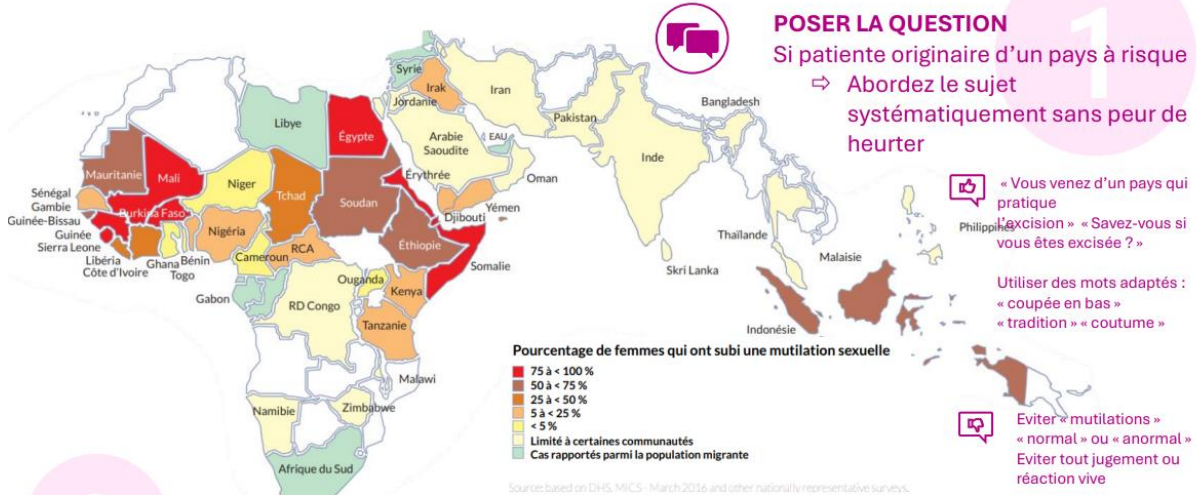 POSER LA QUESTION
Si patiente originaire d'un pays à risque
⇨ Abordez le sujet
systématiquement sans peur de
heurter
« Vous venez d'un pays qui
pratique
l'excision » « Savez-vous si
vous êtes excisée ? »
Utiliser des mots adaptés :
« coupée en bas »
« tradition » « coutume »
Eviter « mutilations »
« normal » ou « anormal »
Eviter tout jugement ou
réaction vive
1
Syrie
Irak
Iran
Jordanie
Pakistan
Bangladesh
Libye
Égypte
Arabie
Saoudite
EAU
Inde
Oman
Mauritanie
Mali
Niger
Tchad
Soudan
Érythrée
Yémen
Djibouti
Sénégal
Gambie
Guinée-Bissau
Guinée
Sierra Leone
Libéria
Côte d'Ivoire
Burkina Faso
Ghana
Togo
Bénin
Nigéria
Cameroun
RCA
Éthiopie
Somalie
Gabon
RD Congo
Ouganda
Kenya
Tanzanie
Malawi
Namibie
Zimbabwe
Afrique du Sud
Thaïlande
Skri Lanka
Philippines
Malaisie
Indonésie
Pourcentage de femmes qui ont subi une mutilation sexuelle
75 à < 100 %
50 à < 75 %
25 à < 50 %
5 à < 25 %
< 5 %
Limité à certaines communautés
Cas rapportés parmi la population migrante
Source: based on DHS, MICS - March 2016 and other nationally representative surveys.